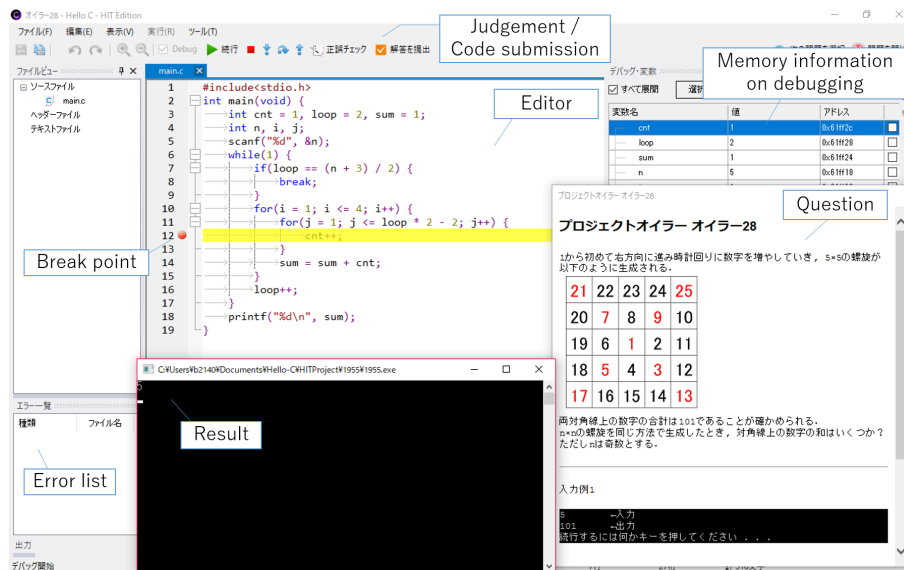 オイラー28 - Hello C - HIT Edition
ファイル(F) 編集(E) 表示(V) 実行(R) ツール(T)
Debug 続行 正誤チェック 解答を提出
Judgement /
Code submission
ファイルビュー
ソースファイル
main.c
ヘッダーファイル
テキストファイル
main.c
Editor
1 #include<stdio.h>
2 int main(void) {
3 int cnt = 1, loop = 2, sum = 1;
4 int n, i, j;
5 scanf("%d", &n);
6 while(1) {
7 if(loop == (n + 3) / 2) {
8 break;
9 }
10 for(i = 1; i <= 4; i++) {
11 for(j = 1; j <= loop * 2 - 2; j++) {
12 cnt++;
13 }
14 sum = sum + cnt;
15 }
16 loop++;
17 }
18 printf("%d\n", sum);
19 }
Break point
デバッグ・変数
Memory information
on debugging
すべて展開
変数名 値 アドレス
cnt 1 0x61ff2c
loop 2 0x61ff28
sum 1 0x61ff24
n 5 0x61ff18
プロジェクトオイラー オイラー28
Question
プロジェクトオイラー オイラー28
1から初めて右方向に進み時計回りに数字を増やしていき, 5×5の螺旋が
以下のように生成される.
21 22 23 24 25
20 7 8 9 10
19 6 1 2 11
18 5 4 3 12
17 16 15 14 13
両対角線上の数字の合計は101であることが確かめられる.
n×nの螺旋を同じ方法で生成したとき, 対角線上の数字の和はいくつか?
ただしnは奇数とする.
入力例1
5 ←入力
101 ←出力
続行するには何かキーを押してください . . .
C:¥Users¥b2140¥Documents¥Hello-C¥HITProject¥1955¥1955.exe
5
Result
エラー一覧
種類 ファイル名
Error list
出力
デバッグ開始